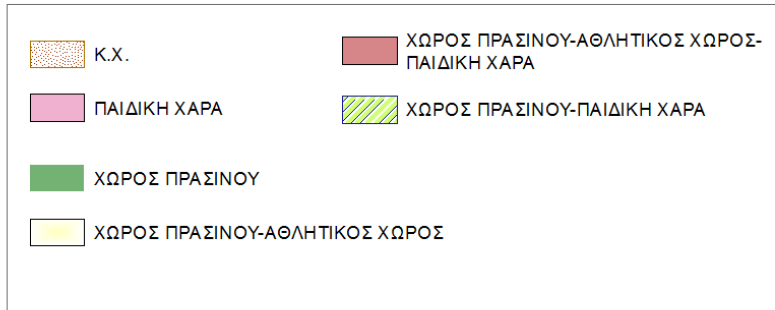 Κ.Χ.
ΠΑΙΔΙΚΗ ΧΑΡΑ
ΧΩΡΟΣ ΠΡΑΣΙΝΟΥ
ΧΩΡΟΣ ΠΡΑΣΙΝΟΥ-ΑΘΛΗΤΙΚΟΣ ΧΩΡΟΣ
ΧΩΡΟΣ ΠΡΑΣΙΝΟΥ-ΑΘΛΗΤΙΚΟΣ ΧΩΡΟΣ-
ΠΑΙΔΙΚΗ ΧΑΡΑ
ΧΩΡΟΣ ΠΡΑΣΙΝΟΥ-ΠΑΙΔΙΚΗ ΧΑΡΑ